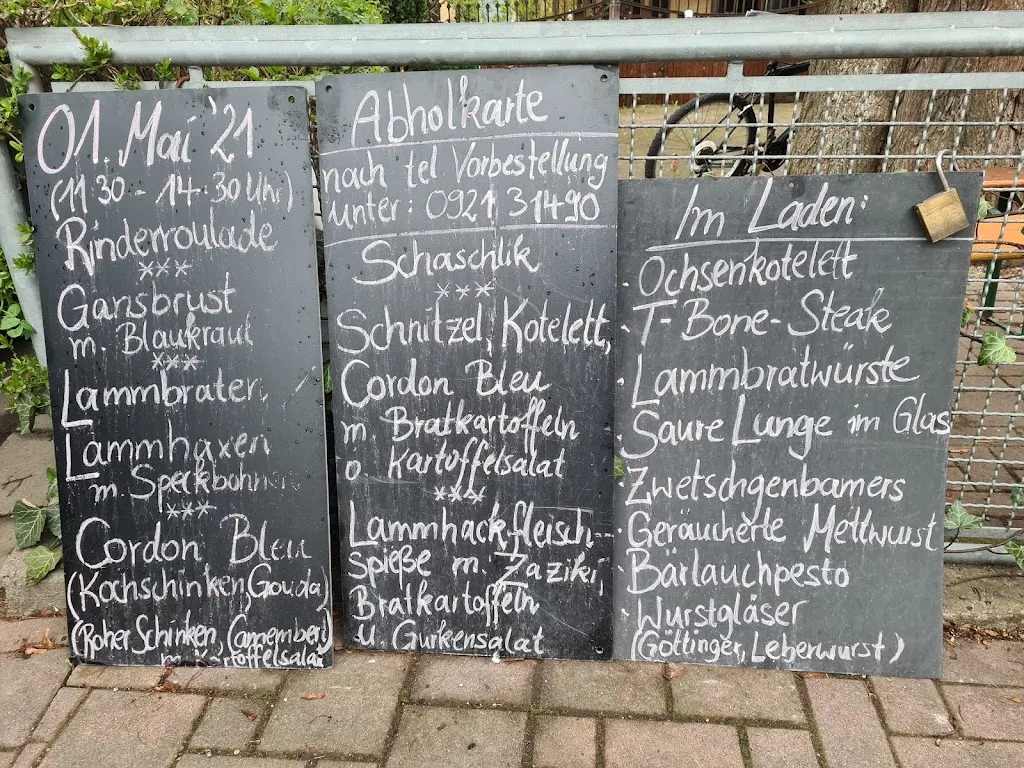 01. Mai '21
(11 30 - 14.30 Uhr)
Rinderroulade
***
Gansbrust
m. Blaukraut
***
Lammbraten
Lammhaxen
m. Speckbohnen
***
Cordon Bleu
(Kochschinken, Gouda)
(Roher Schinken, Camembert)
m. Kartoffelsalat
Abholkarte
nach tel Vorbestellung
unter: 0921 31490
Schaschlik
***
Schnitzel, Kotelett,
Cordon Bleu
m Bratkartoffeln
o. Kartoffelsalat
***
Lammhackfleisch-
Spieße m. Zaziki,
Bratkartoffeln
u. Gurkensalat
Im Laden:
Ochsenkotelett
· T-Bone-Steak
· Lammbratwürste
· Saure Lunge im Glas
· Zwetschgenbamers
· Geräucherte Mettwurst
· Bärlauchpesto
· Wurstgläser
(Göttinger, Leberwurst)